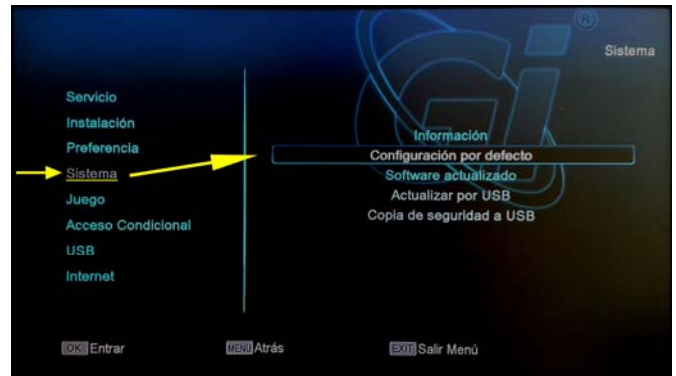 Sistema
Servicio
Instalación
Preferencia
Sistema
Juego
Acceso Condicional
USB
Internet
Información
Configuración por defecto
Software actualizado
Actualizar por USB
Copia de seguridad a USB
OK Entrar
MENU Atrás
EXIT Salir Menú
Gi
®